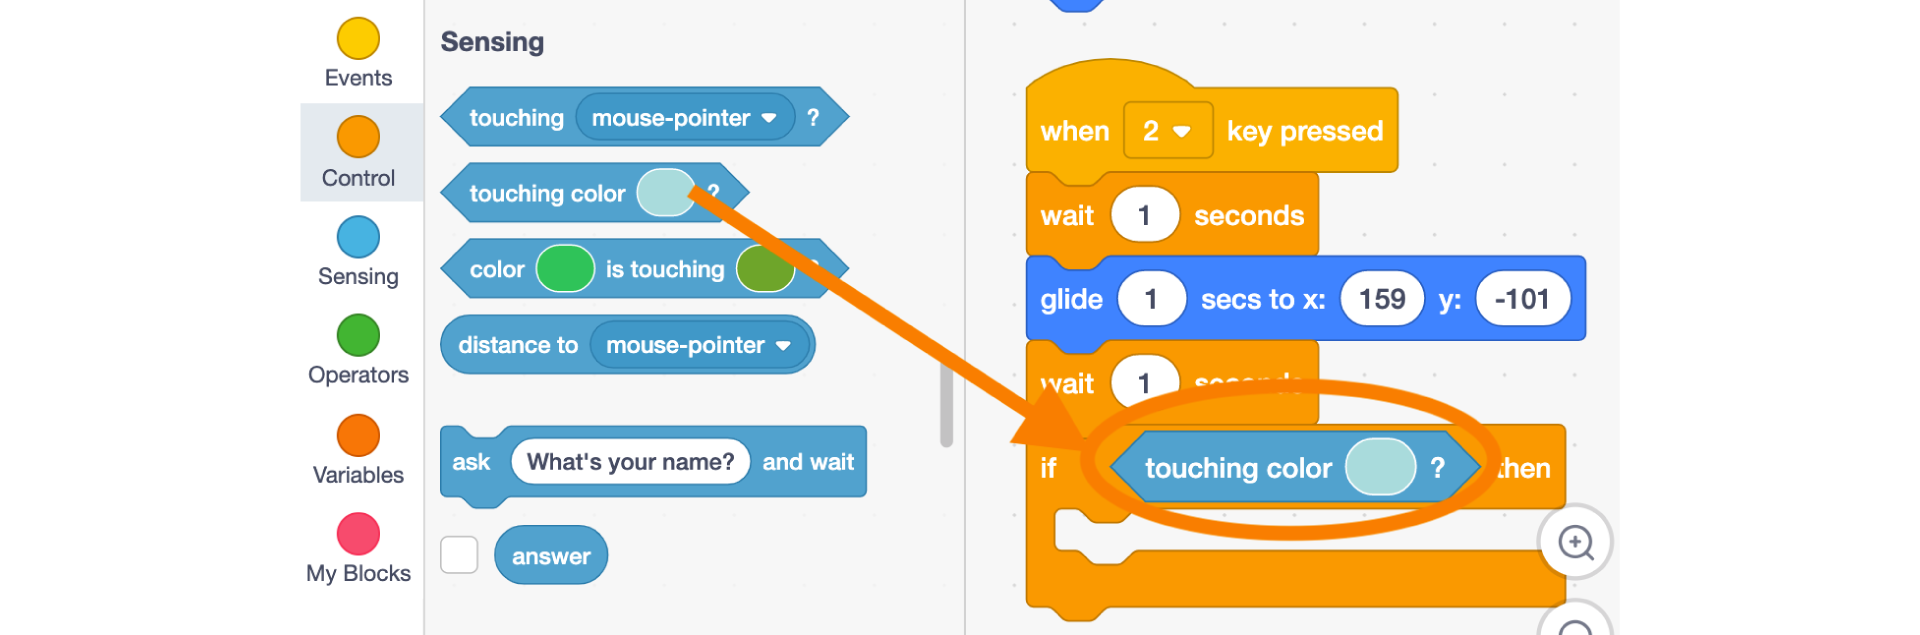 Events
Control
Sensing
Operators
Variables
My Blocks
Sensing
touching mouse-pointer ?
touching color ?
color is touching ?
distance to mouse-pointer
ask What's your name? and wait
answer
when 2 key pressed
wait 1 seconds
glide 1 secs to x: 159 y: -101
wait 1 seconds
if touching color ? then